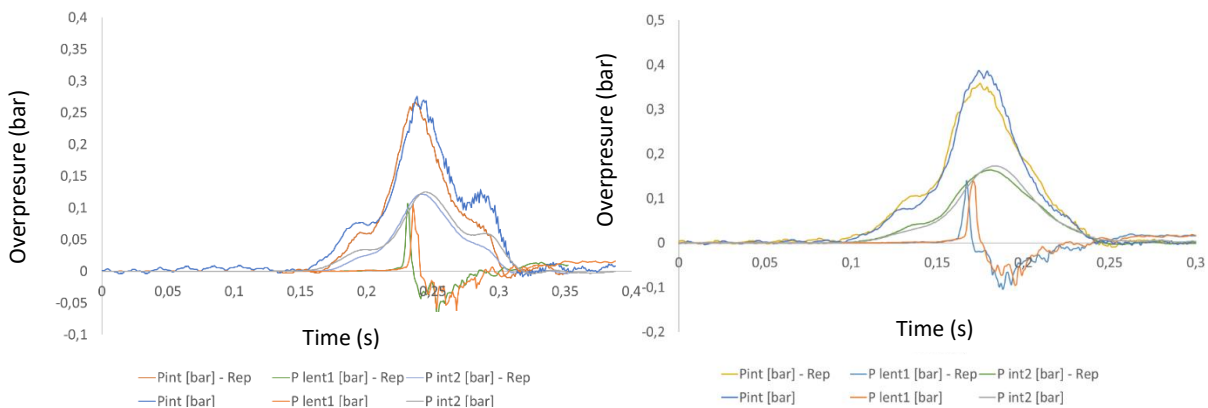 0,4
0,35
0,3
0,25
0,2
0,15
0,1
0,05
0
-0,05
-0,1
Overpresure (bar)
0 0,05 0,1 0,15 0,2 0,25 0,3 0,35 0,4
Time (s)
Pint [bar] - Rep P lent1 [bar] - Rep P int2 [bar] - Rep
Pint [bar] P lent1 [bar] P int2 [bar]
0,5
0,4
0,3
0,2
0,1
0
-0,1
-0,2
Overpresure (bar)
0 0,05 0,1 0,15 0,2 0,25 0,3
Time (s)
Pint [bar] - Rep P lent1 [bar] - Rep P int2 [bar] - Rep
Pint [bar] P lent1 [bar] P int2 [bar]